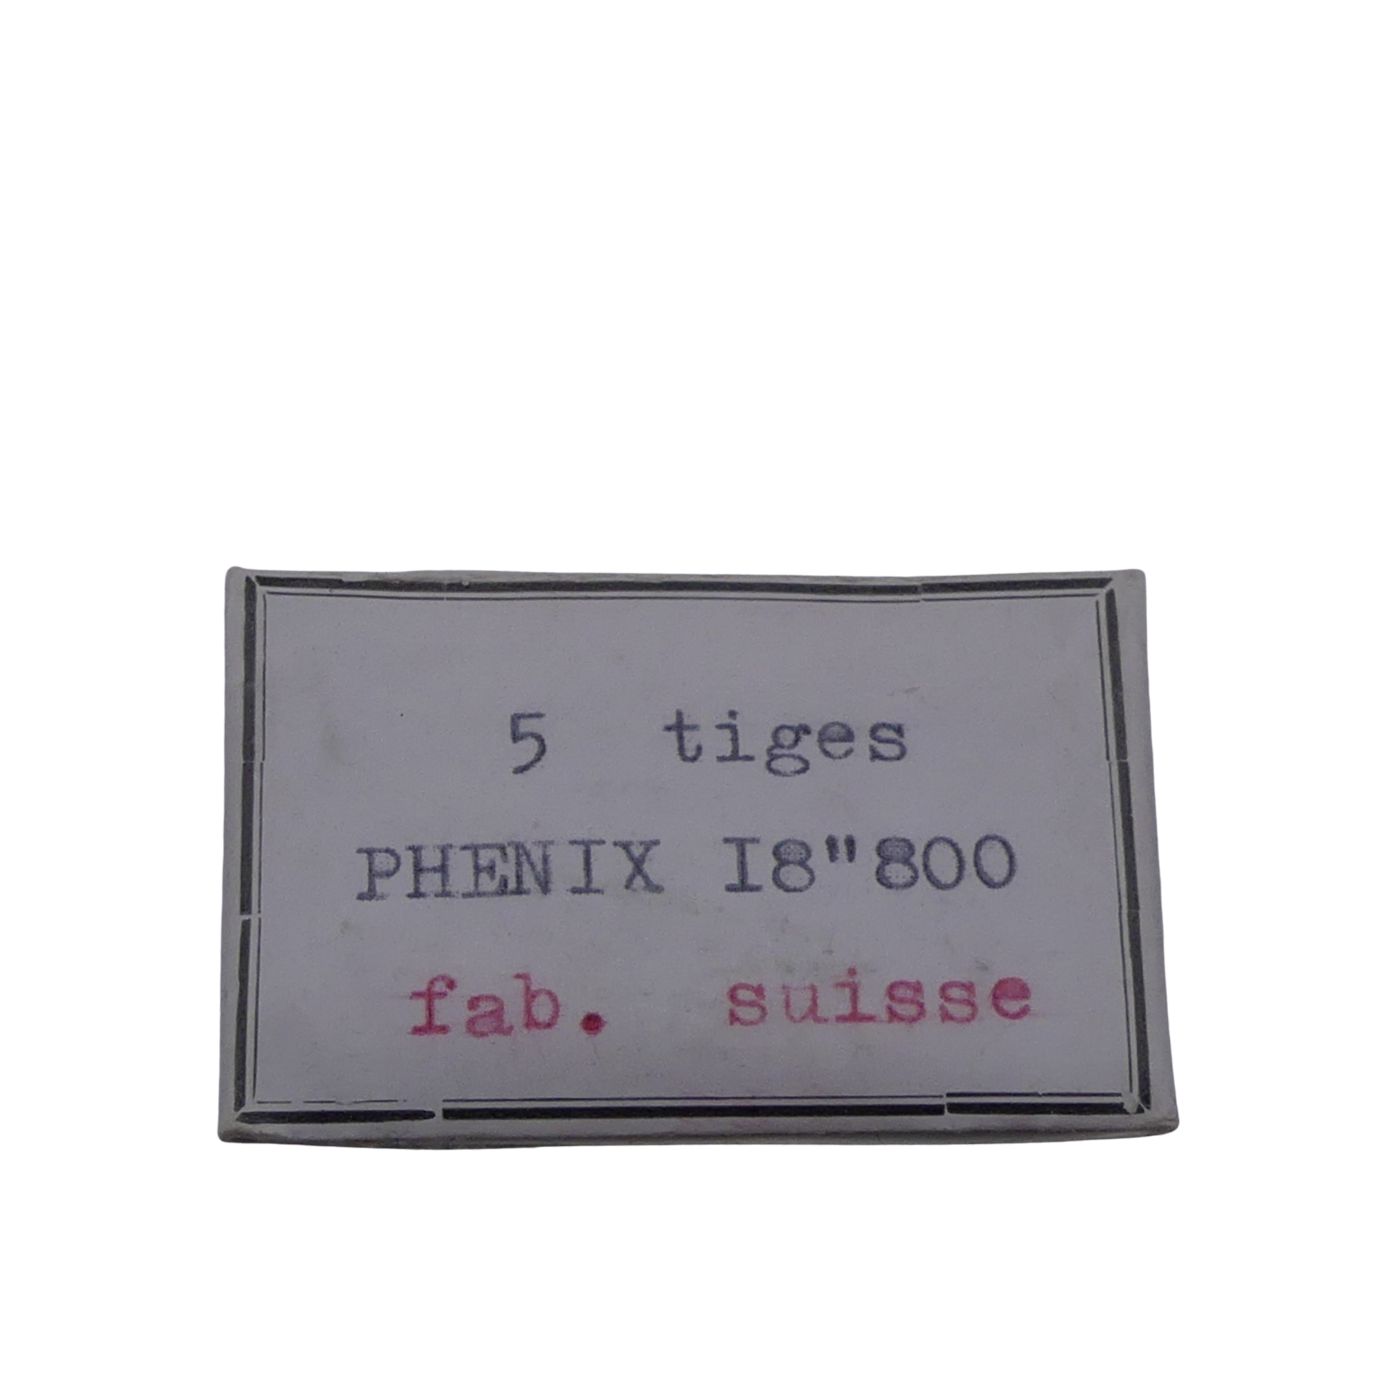 5 tiges
PHENIX I8"800
fab. suisse